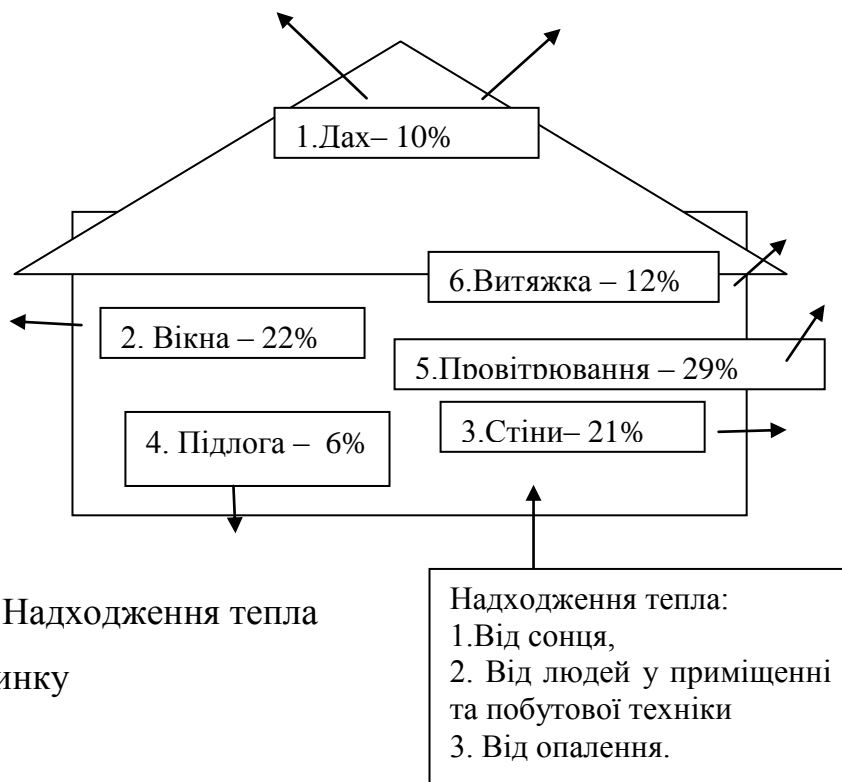 1.Дах– 10%
6.Витяжка – 12%
2. Вікна – 22%
5.Провітрювання – 29%
3.Стіни– 21%
4. Підлога – 6%
Надходження тепла
инку
Надходження тепла:
1.Від сонця,
2. Від людей у приміщенні
та побутової техніки
3. Від опалення.